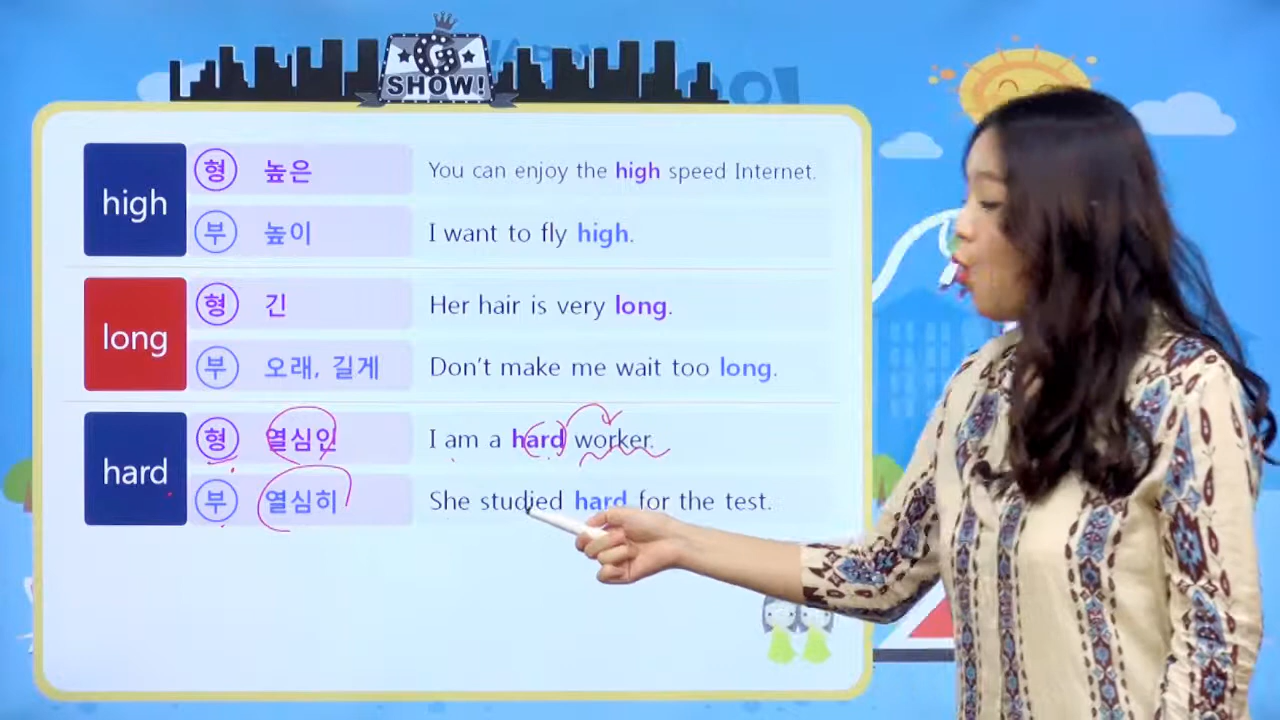 G
SHOW!
high
형 높은 You can enjoy the high speed Internet.
부 높이 I want to fly high.
long
형 긴 Her hair is very long.
부 오래, 길게 Don't make me wait too long.
hard
형 열심인 I am a hard worker.
부 열심히 She studied hard for the test.